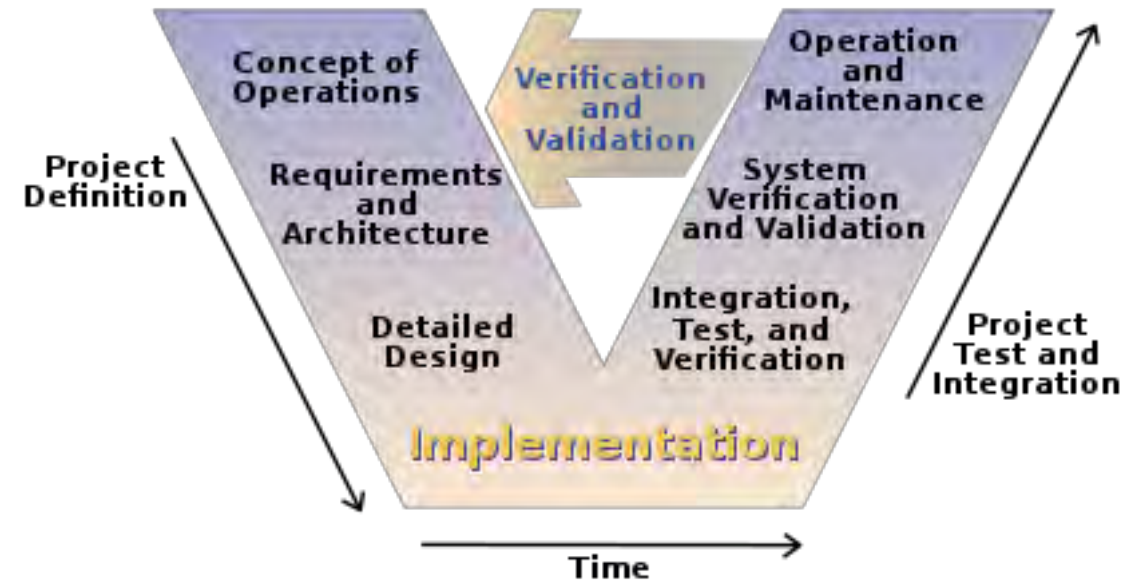 Concept of
Operations
Verification
and
Validation
Operation
and
Maintenance
Project
Definition
Requirements
and
Architecture
System
Verification
and Validation
Detailed
Design
Integration,
Test, and
Verification
Project
Test and
Integration
Implementation
Time